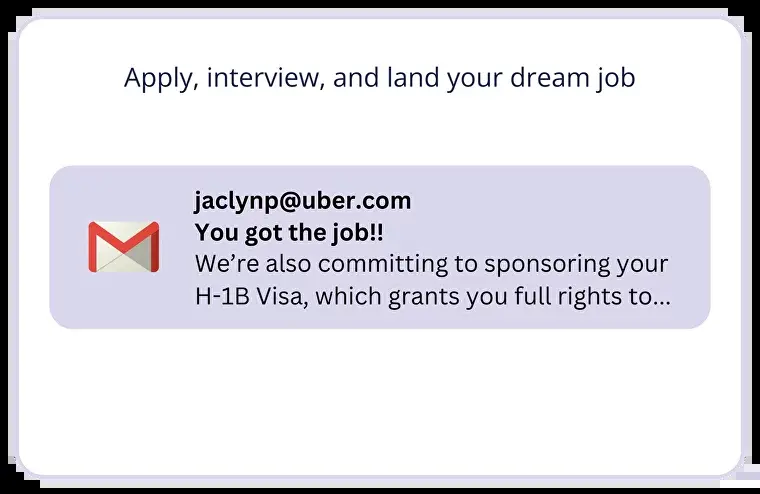 Apply, interview, and land your dream job
jaclynp@uber.com
You got the job!!
We’re also committing to sponsoring your
H-1B Visa, which grants you full rights to...